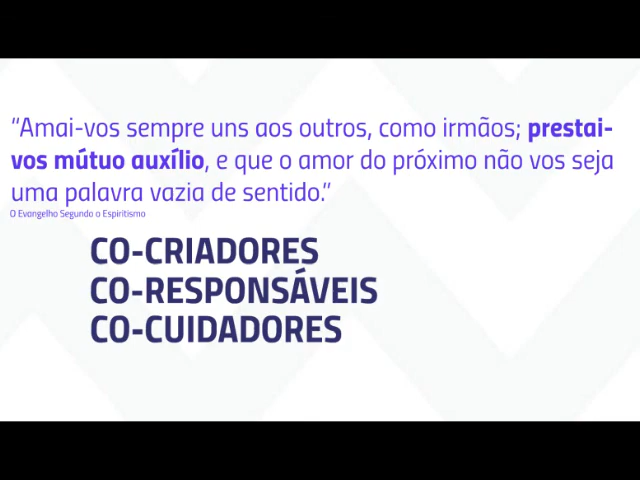 “Amai-vos sempre uns aos outros, como irmãos; prestai-
vos mútuo auxílio, e que o amor do próximo não vos seja
uma palavra vazia de sentido.”
O Evangelho Segundo o Espiritismo
CO-CRIADORES
CO-RESPONSÁVEIS
CO-CUIDADORES